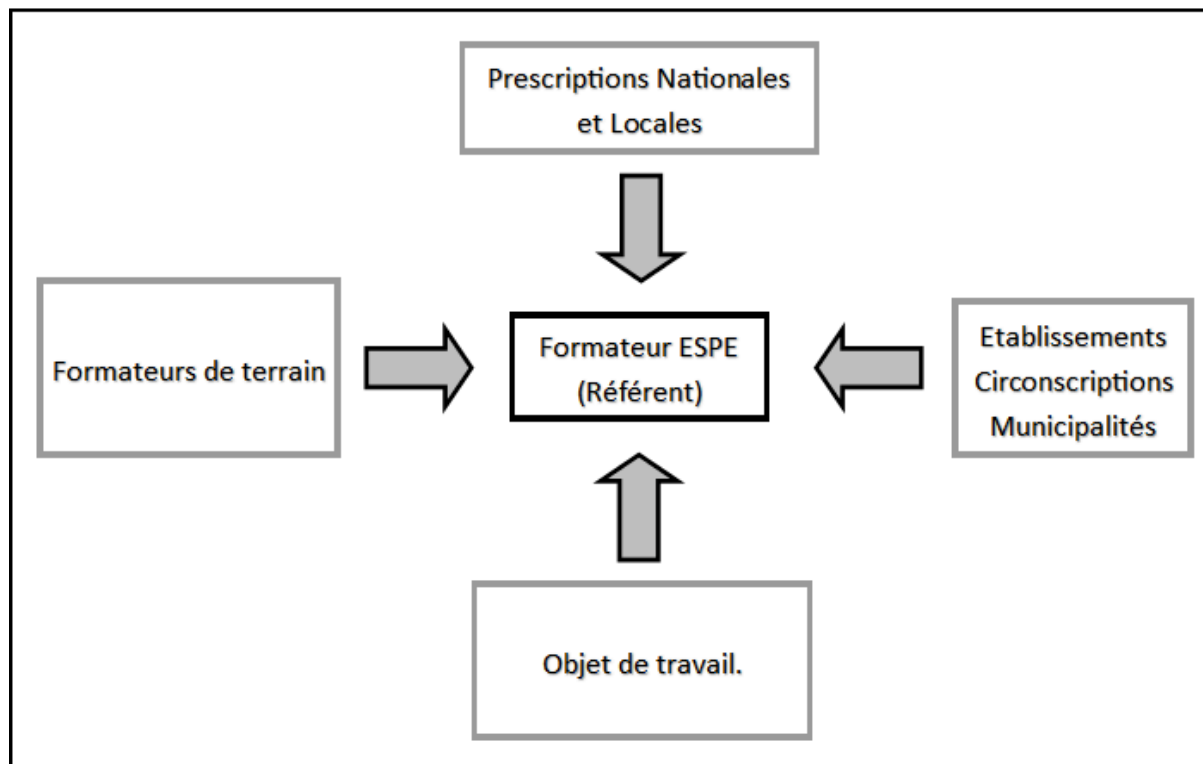 Prescriptions Nationales
et Locales
Formateurs de terrain
Formateur ESPE
(Référent)
Etablissements
Circonscriptions
Municipalités
Objet de travail.